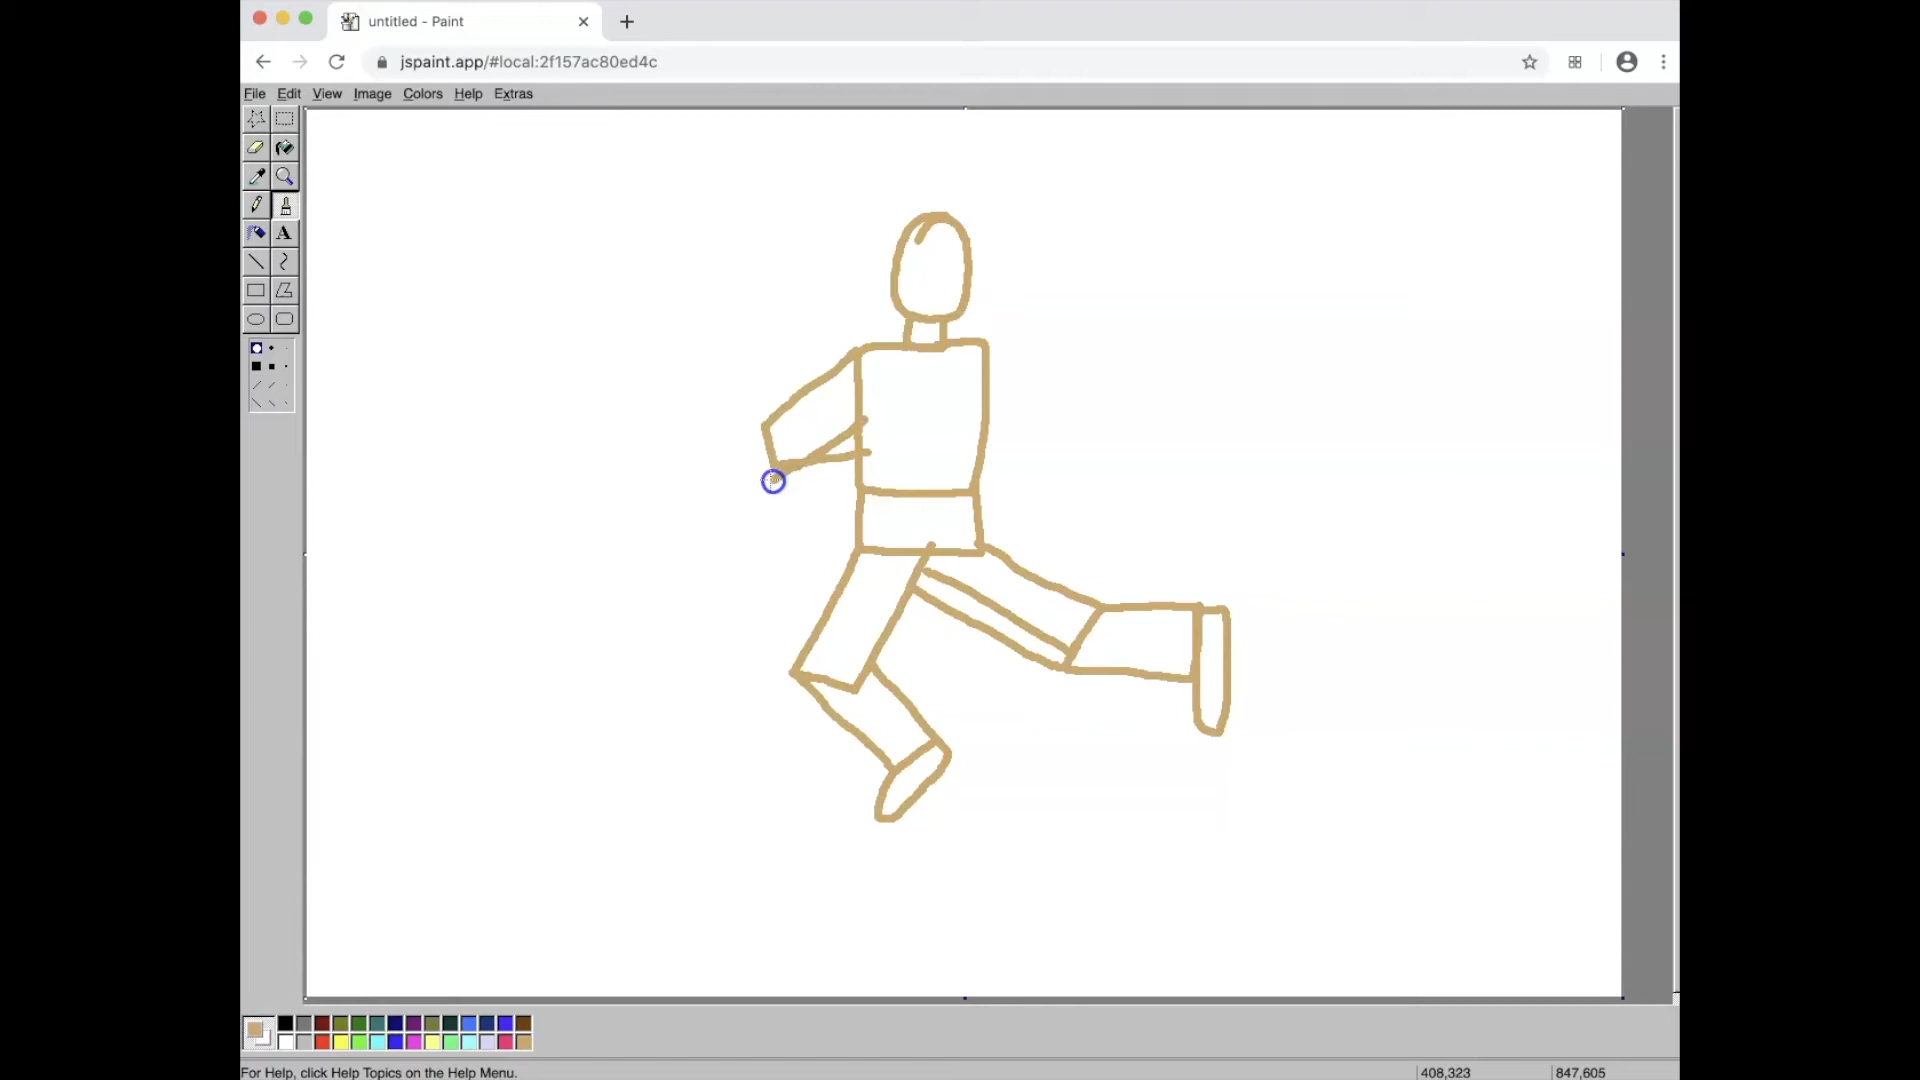 untitled - Paint
jspaint.app/#local:2f157ac80ed4c
File Edit View Image Colors Help Extras
A
For Help, click Help Topics on the Help Menu.
408,323
847,605